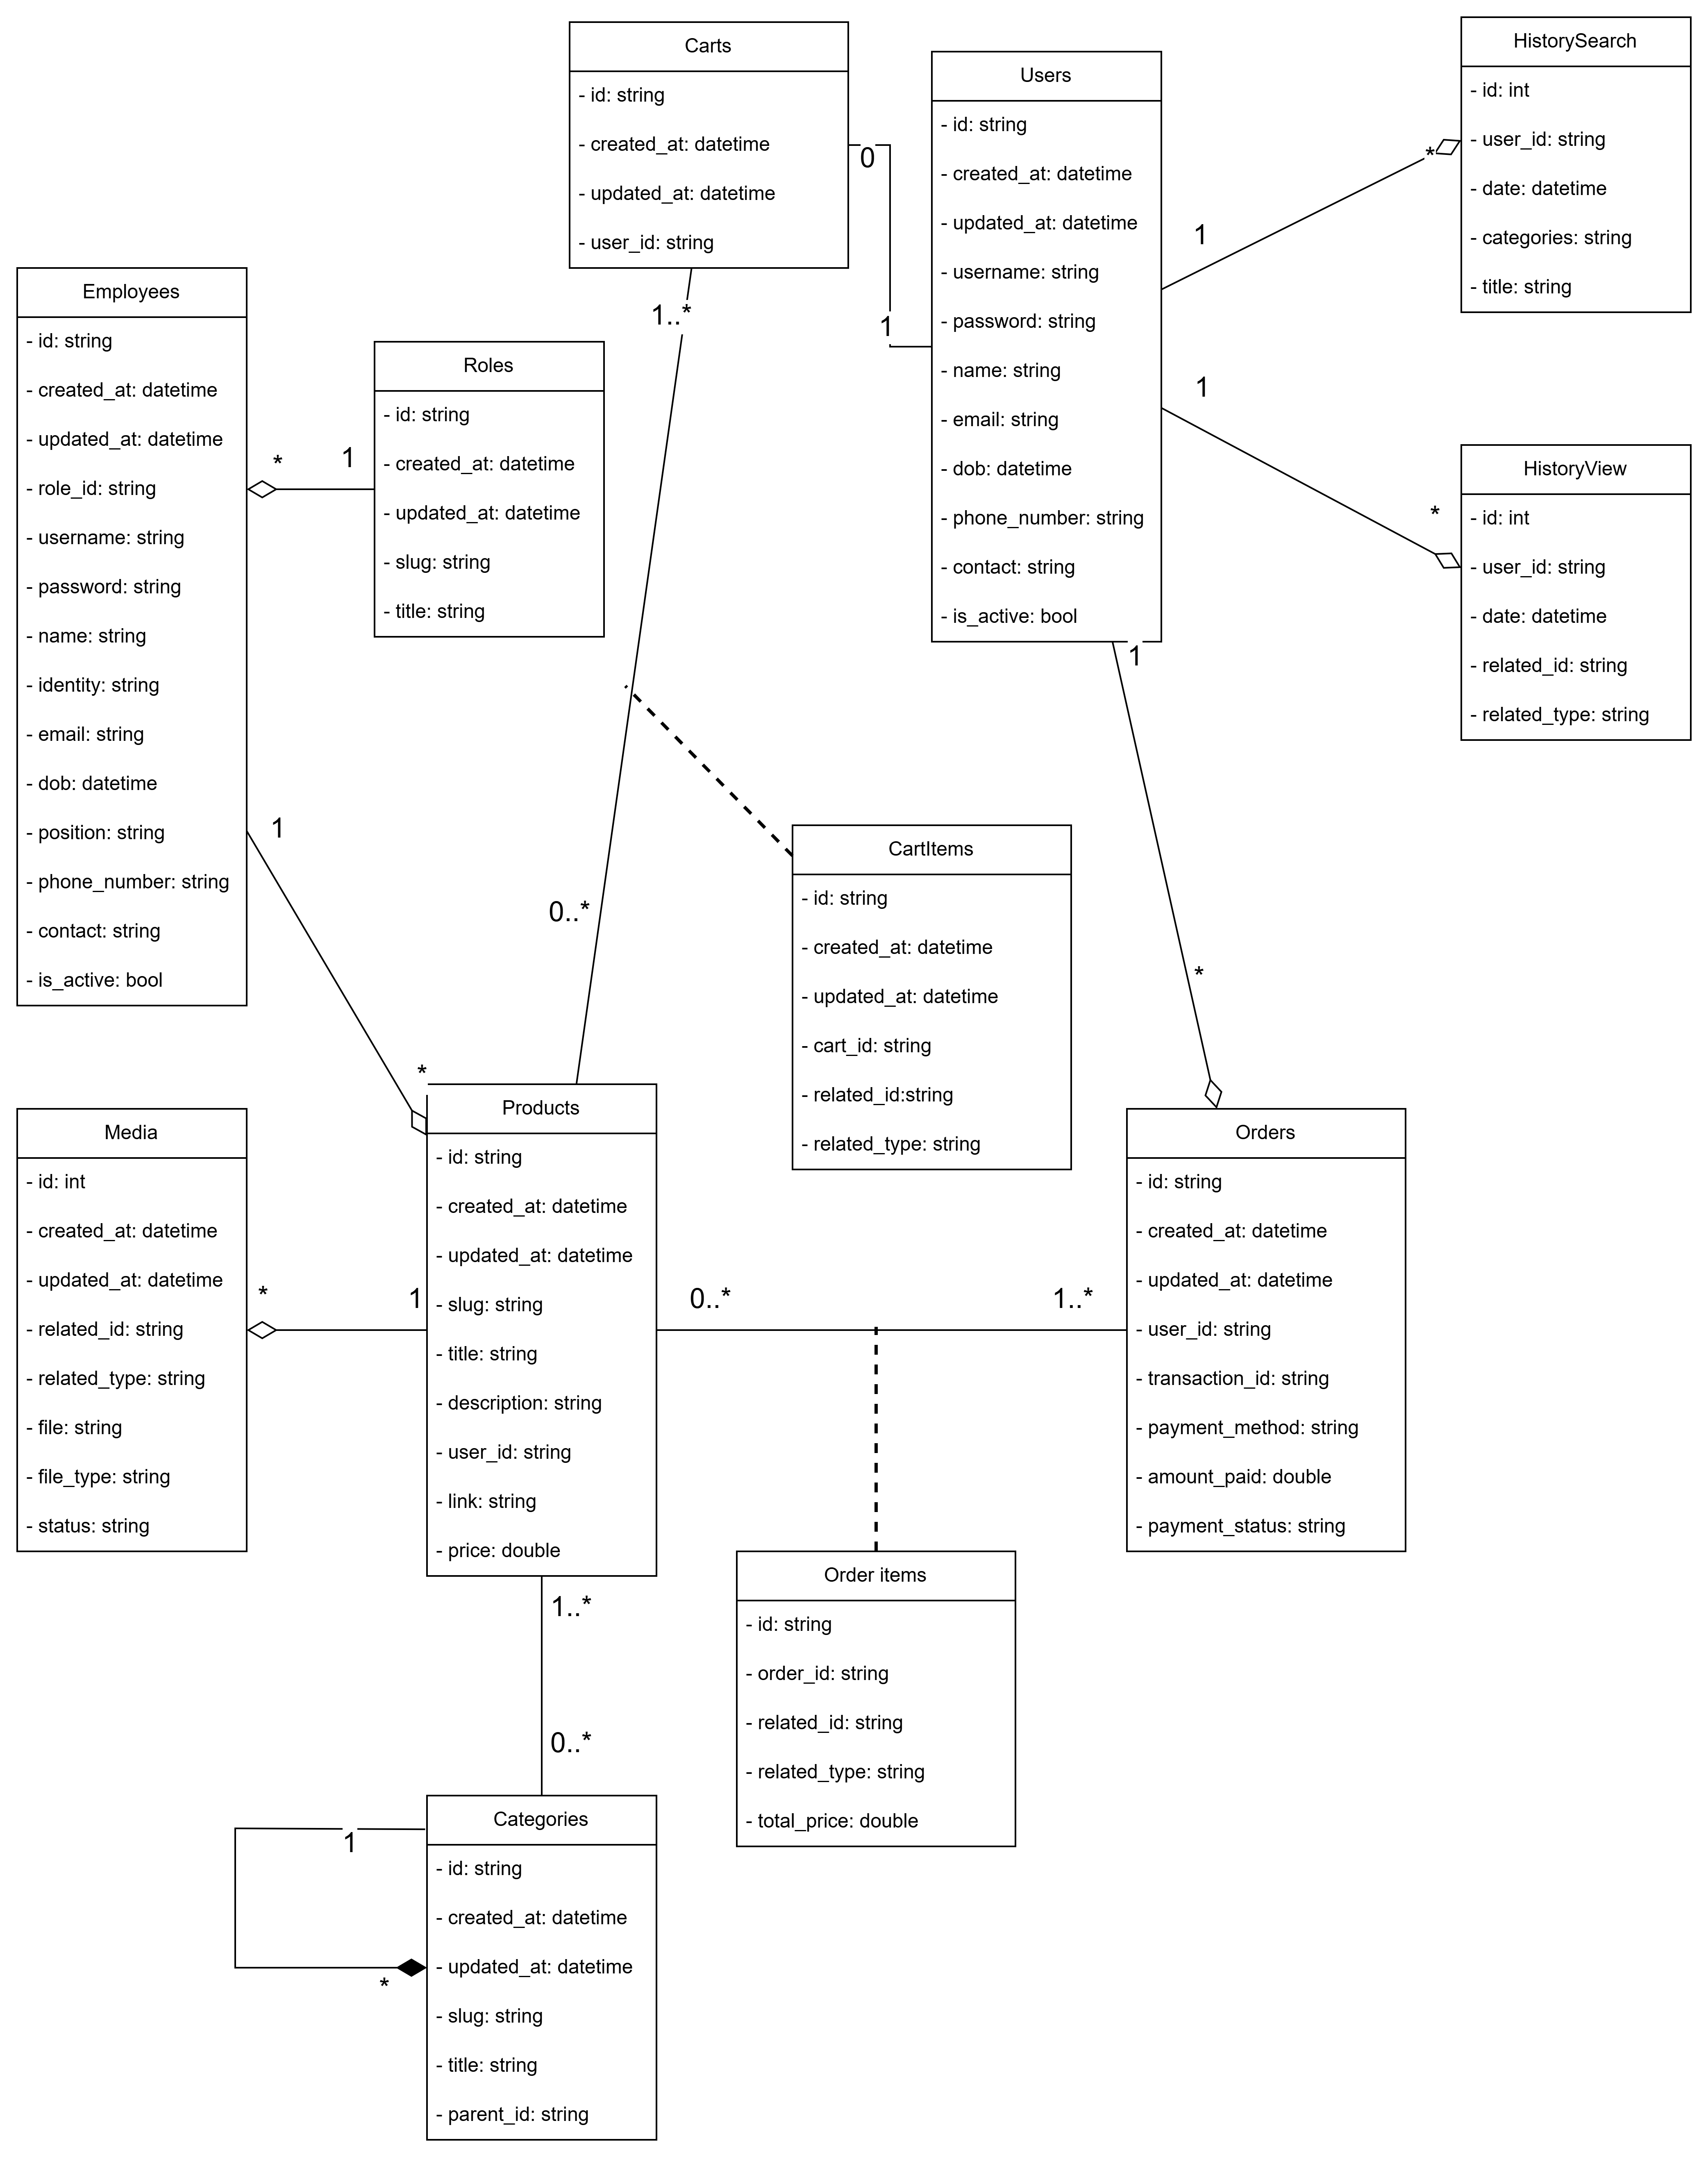 Carts
- id: string
- created_at: datetime
- updated_at: datetime
- user_id: string
Users
- id: string
- created_at: datetime
- updated_at: datetime
- username: string
- password: string
- name: string
- email: string
- dob: datetime
- phone_number: string
- contact: string
- is_active: bool
HistorySearch
- id: int
- user_id: string
- date: datetime
- categories: string
- title: string
0
1
1
*
1
*
1
*
1..*
0..*
Employees
- id: string
- created_at: datetime
- updated_at: datetime
- role_id: string
- username: string
- password: string
- name: string
- identity: string
- email: string
- dob: datetime
- position: string
- phone_number: string
- contact: string
- is_active: bool
*
1
Roles
- id: string
- created_at: datetime
- updated_at: datetime
- slug: string
- title: string
HistoryView
- id: int
- user_id: string
- date: datetime
- related_id: string
- related_type: string
1
*
CartItems
- id: string
- created_at: datetime
- updated_at: datetime
- cart_id: string
- related_id:string
- related_type: string
Media
- id: int
- created_at: datetime
- updated_at: datetime
- related_id: string
- related_type: string
- file: string
- file_type: string
- status: string
*
1
Products
- id: string
- created_at: datetime
- updated_at: datetime
- slug: string
- title: string
- description: string
- user_id: string
- link: string
- price: double
0..*
1..*
Orders
- id: string
- created_at: datetime
- updated_at: datetime
- user_id: string
- transaction_id: string
- payment_method: string
- amount_paid: double
- payment_status: string
1..*
0..*
Order items
- id: string
- order_id: string
- related_id: string
- related_type: string
- total_price: double
Categories
- id: string
- created_at: datetime
- updated_at: datetime
- slug: string
- title: string
- parent_id: string
1
*